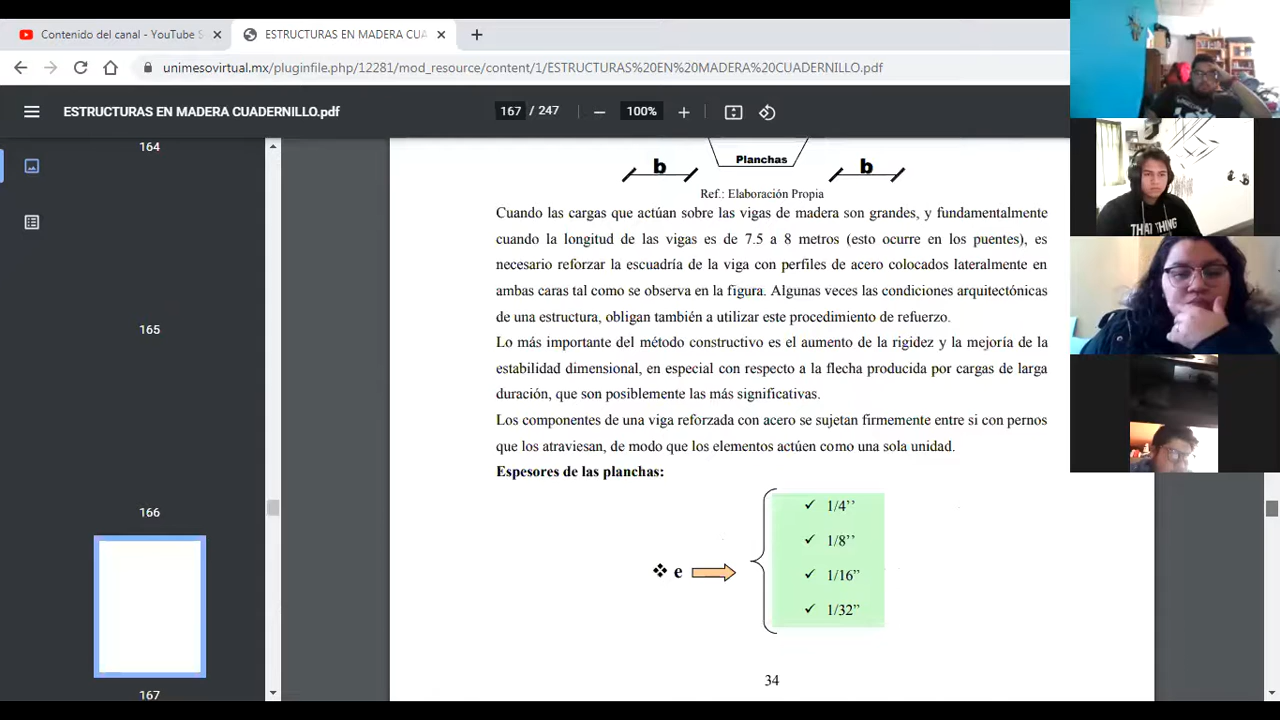 Contenido del canal - YouTube S
ESTRUCTURAS EN MADERA CUA
unimesovirtual.mx/pluginfile.php/12281/mod_resource/content/1/ESTRUCTURAS%20EN%20MADERA%20CUADERNILLO.pdf
ESTRUCTURAS EN MADERA CUADERNILLO.pdf
167 / 247
100%
164
165
166
167
b
Planchas
b
Ref.: Elaboración Propia
Cuando las cargas que actúan sobre las vigas de madera son grandes, y fundamentalmente
cuando la longitud de las vigas es de 7.5 a 8 metros (esto ocurre en los puentes), es
necesario reforzar la escuadría de la viga con perfiles de acero colocados lateralmente en
ambas caras tal como se observa en la figura. Algunas veces las condiciones arquitectónicas
de una estructura, obligan también a utilizar este procedimiento de refuerzo.
Lo más importante del método constructivo es el aumento de la rigidez y la mejoría de la
estabilidad dimensional, en especial con respecto a la flecha producida por cargas de larga
duración, que son posiblemente las más significativas.
Los componentes de una viga reforzada con acero se sujetan firmemente entre si con pernos
que los atraviesan, de modo que los elementos actúen como una sola unidad.
Espesores de las planchas:
❖ e
✓ 1/4’’
✓ 1/8’’
✓ 1/16”
✓ 1/32”
34
THAT THING